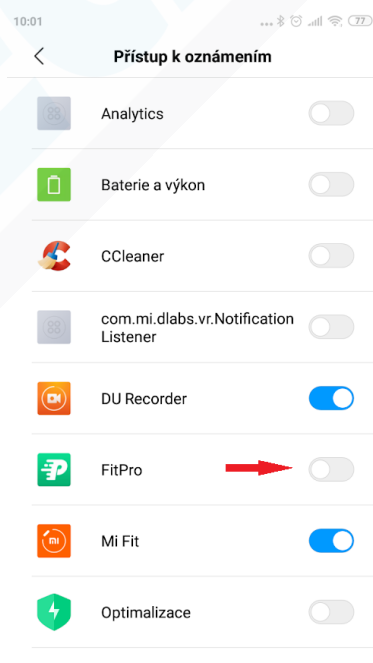 10:01
77
Přístup k oznámením
Analytics
Baterie a výkon
CCleaner
com.mi.dlabs.vr.Notification
Listener
DU Recorder
FitPro
Mi Fit
Optimalizace